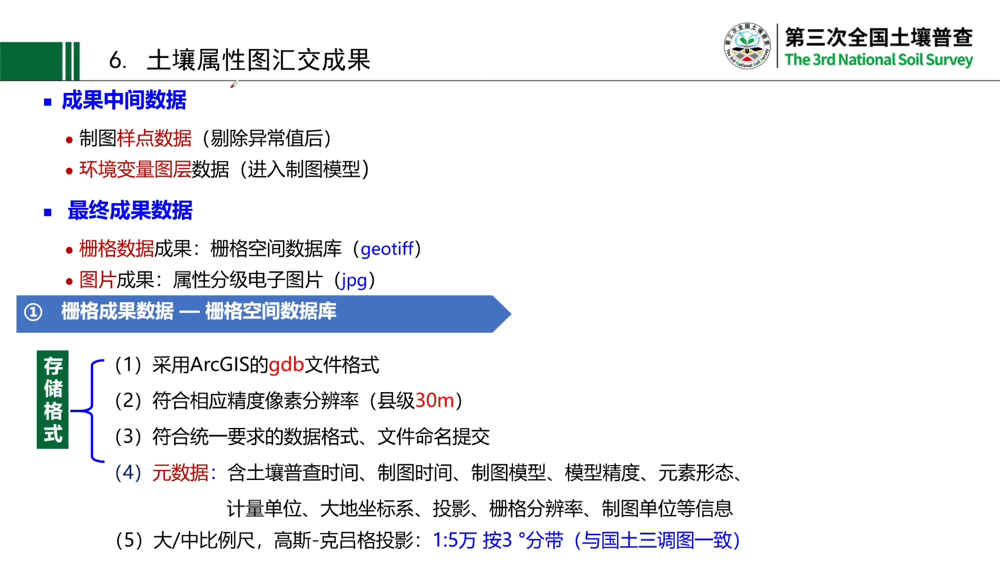 第三次全国土壤普查
The 3rd National Soil Survey
6. 土壤属性图汇交成果
■ 成果中间数据
● 制图样点数据（剔除异常值后）
● 环境变量图层数据（进入制图模型）
■ 最终成果数据
● 栅格数据成果：栅格空间数据库（geotiff）
● 图片成果：属性分级电子图片（jpg）
① 栅格成果数据 — 栅格空间数据库
存储格式
（1）采用ArcGIS的gdb文件格式
（2）符合相应精度像素分辨率（县级30m）
（3）符合统一要求的数据格式、文件命名提交
（4）元数据：含土壤普查时间、制图时间、制图模型、模型精度、元素形态、
计量单位、大地坐标系、投影、栅格分辨率、制图单位等信息
（5）大/中比例尺，高斯-克吕格投影：1:5万 按3 °分带（与国土三调图一致）